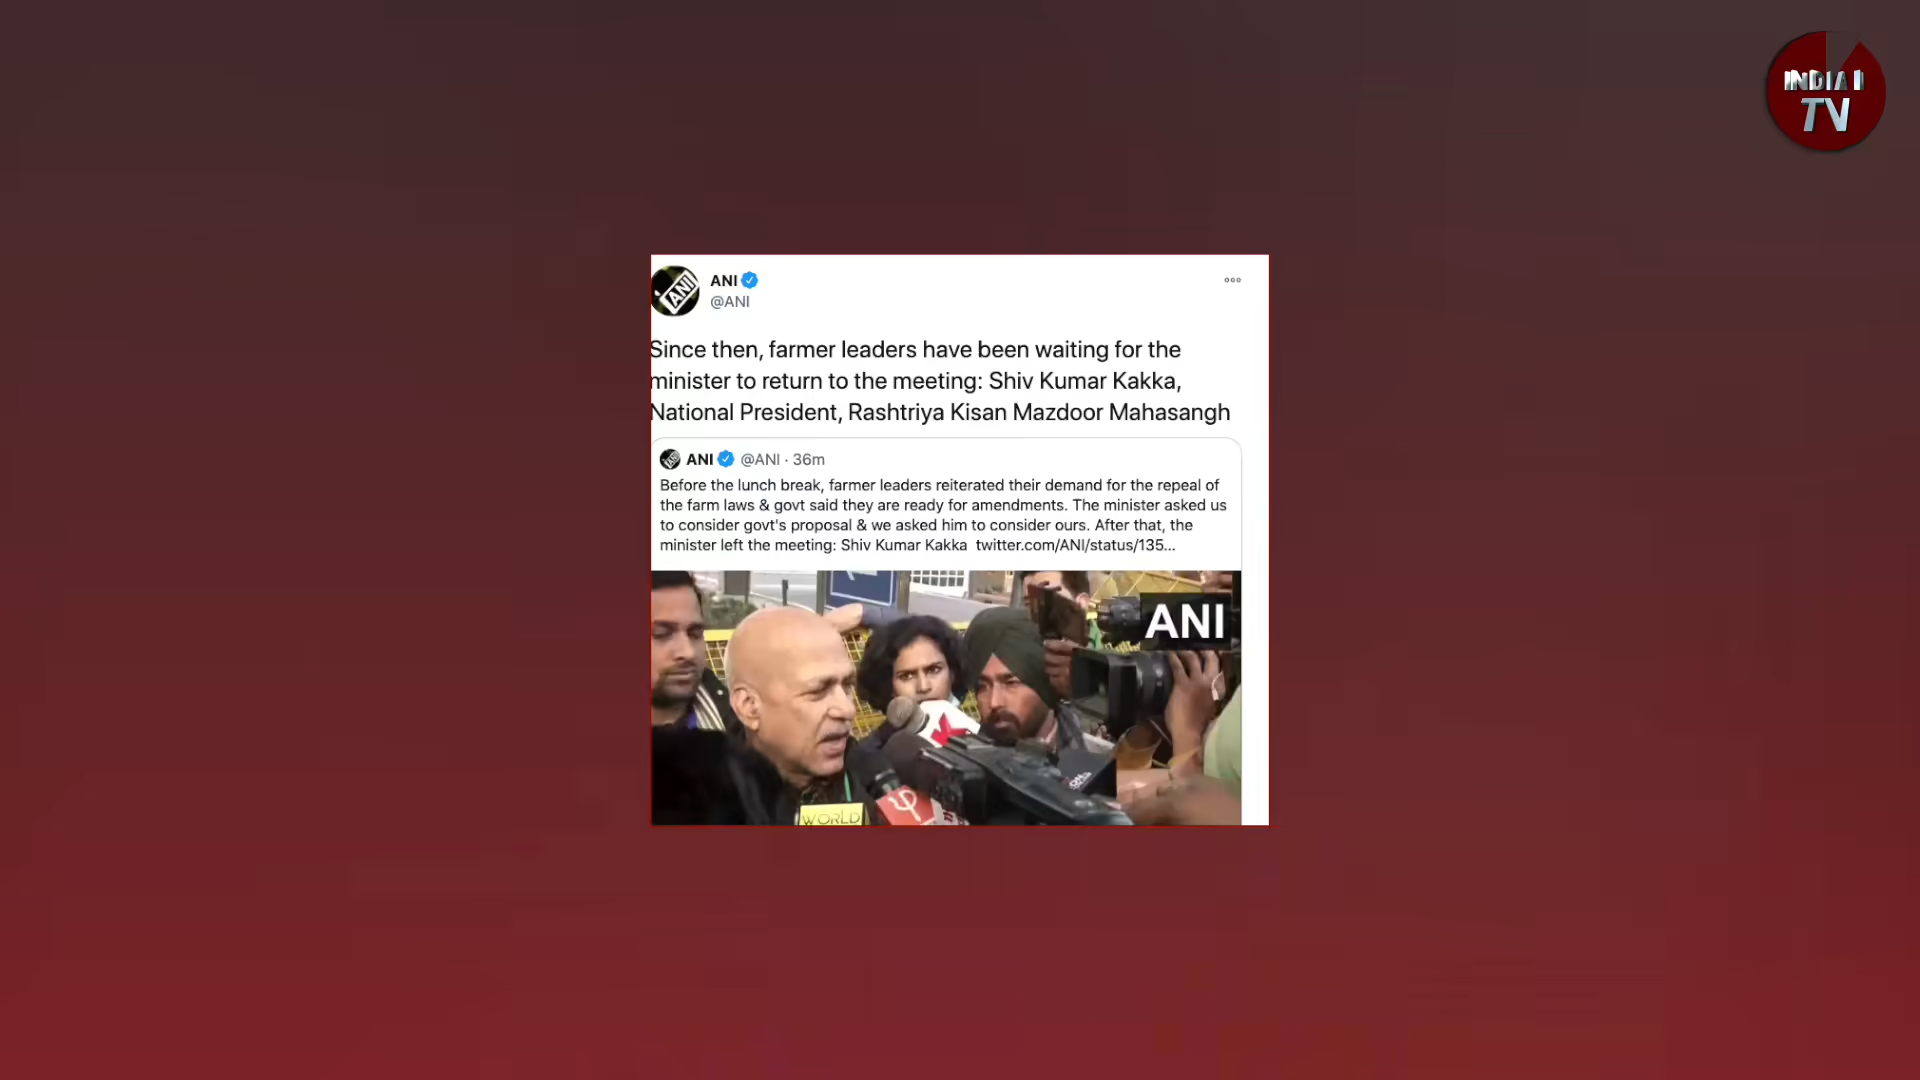 INDIA I
TV
ANI
@ANI
Since then, farmer leaders have been waiting for the
minister to return to the meeting: Shiv Kumar Kakka,
National President, Rashtriya Kisan Mazdoor Mahasangh
ANI @ANI · 36m
Before the lunch break, farmer leaders reiterated their demand for the repeal of
the farm laws & govt said they are ready for amendments. The minister asked us
to consider govt's proposal & we asked him to consider ours. After that, the
minister left the meeting: Shiv Kumar Kakka twitter.com/ANI/status/135...
ANI
WORLD